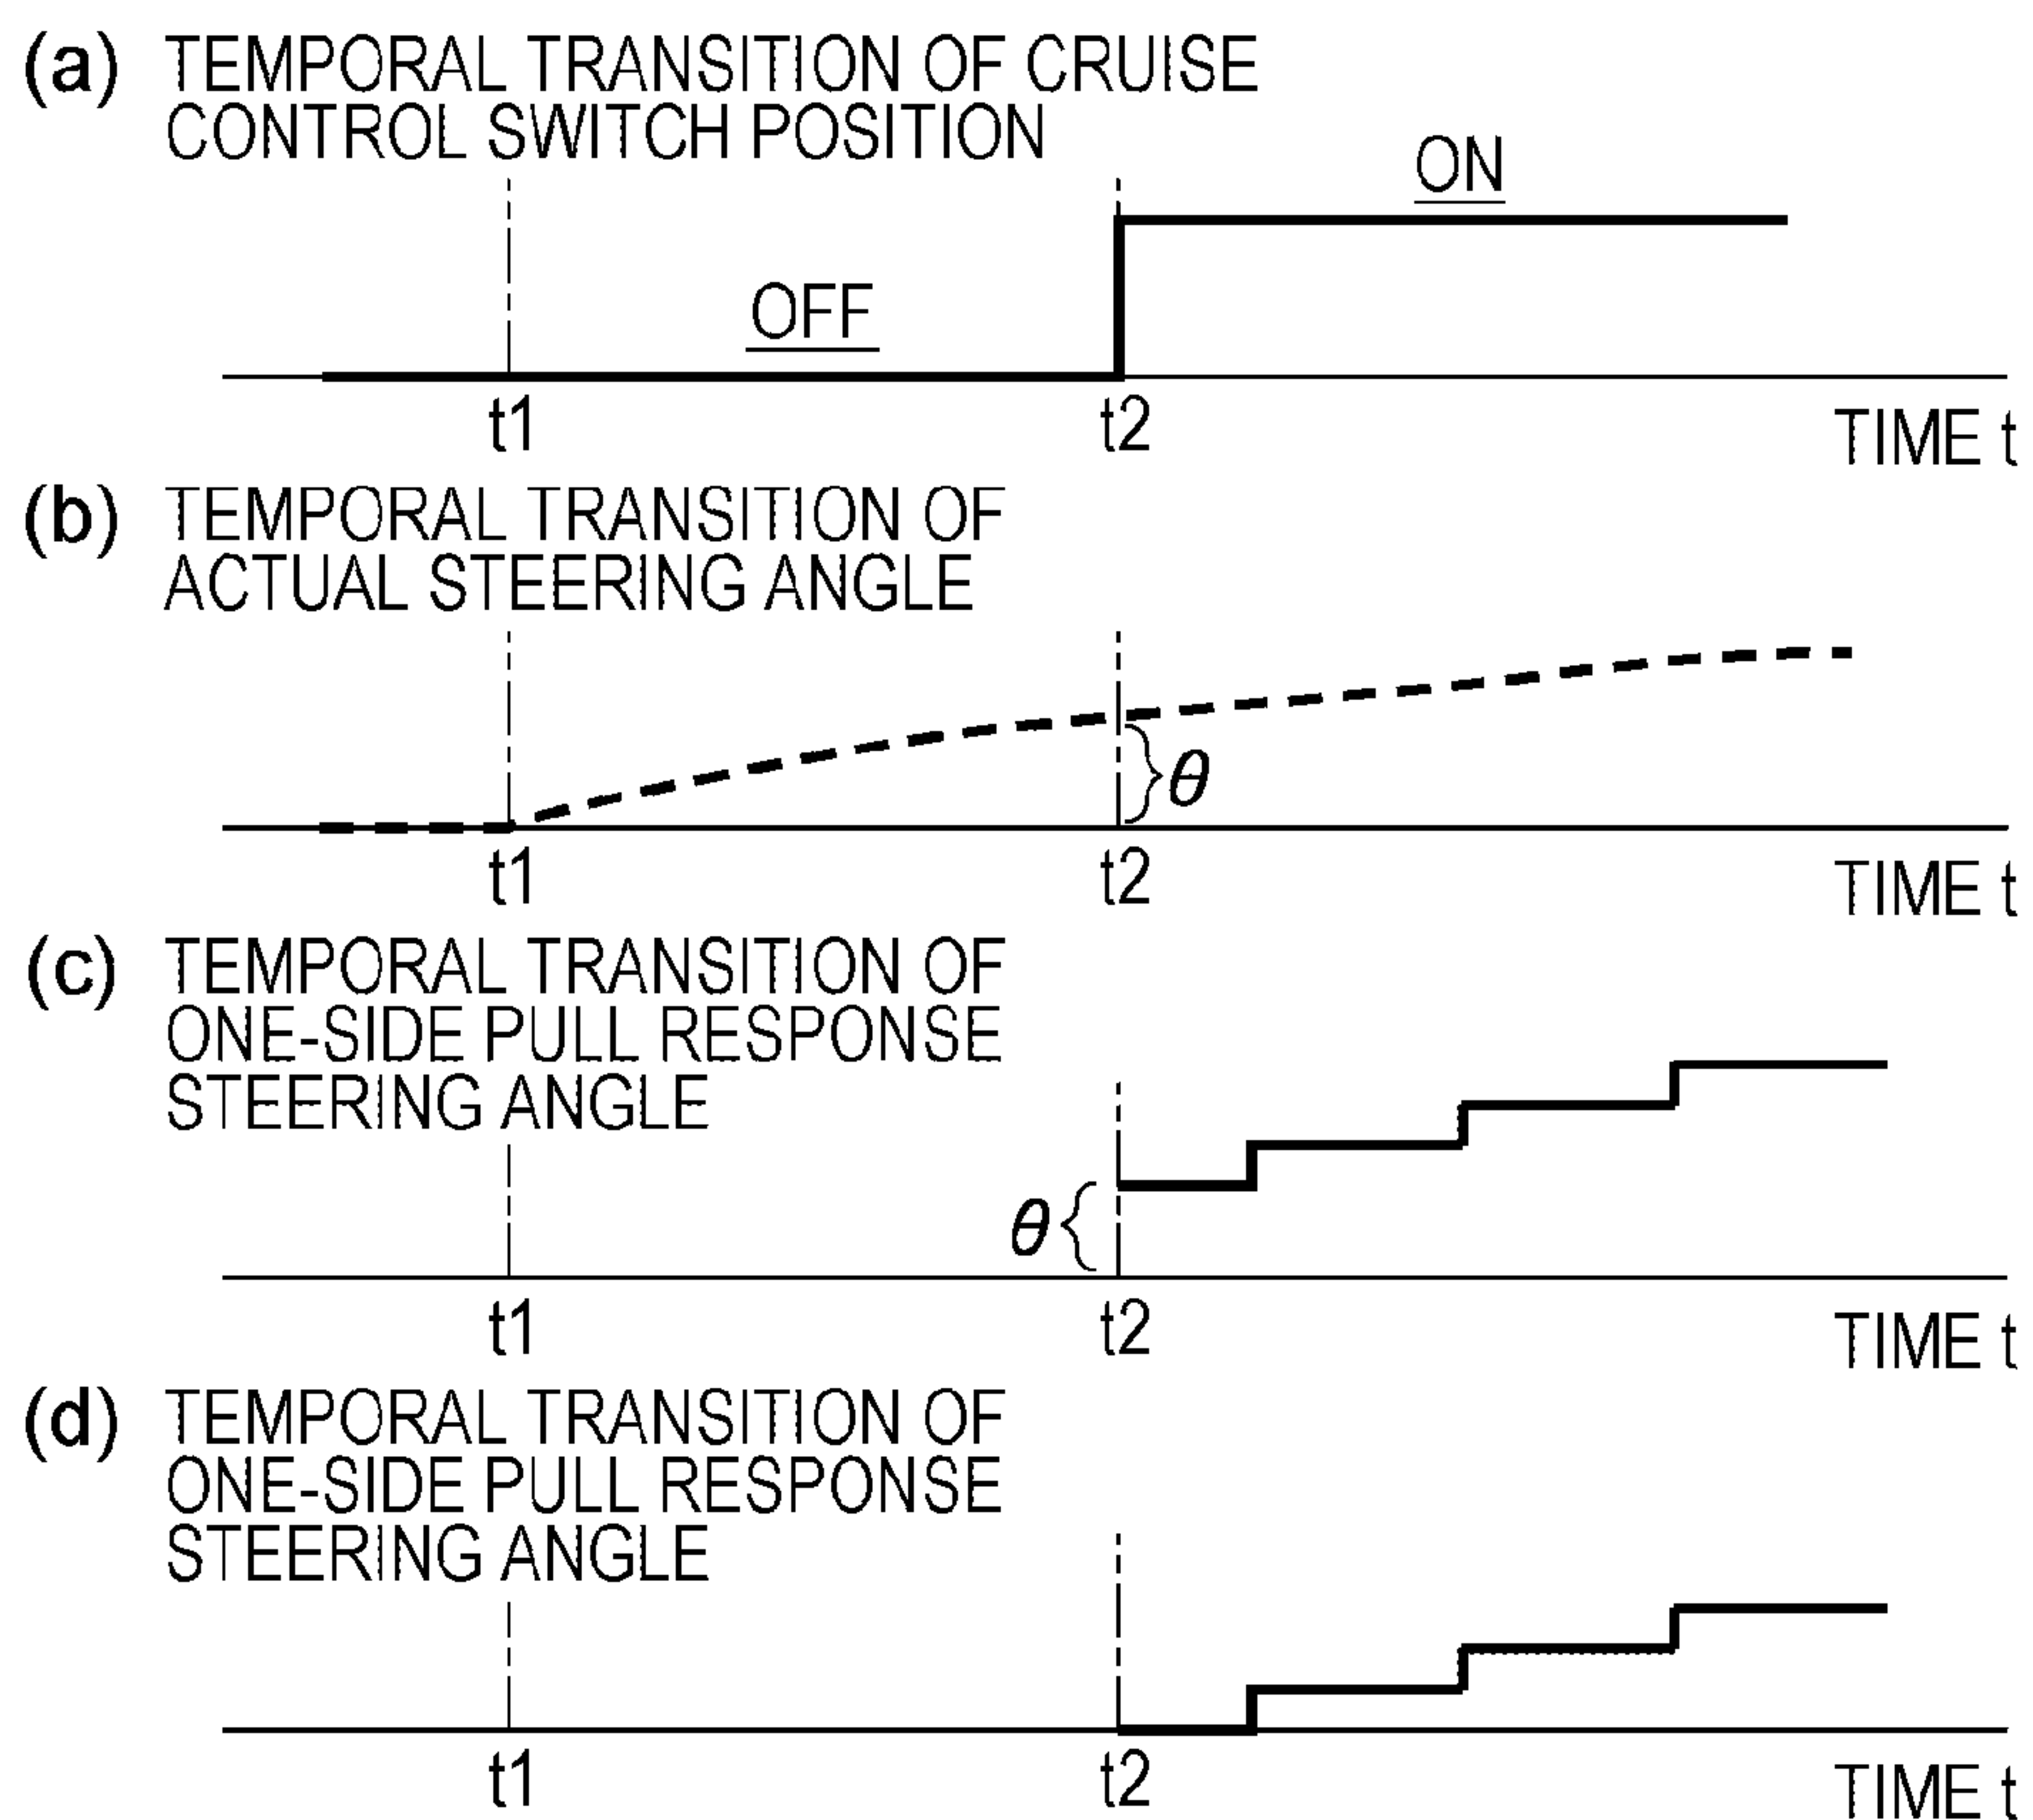 (a) TEMPORAL TRANSITION OF CRUISE
CONTROL SWITCH POSITION
ON
OFF
t1 t2 TIME t
(b) TEMPORAL TRANSITION OF
ACTUAL STEERING ANGLE
θ
t1 t2 TIME t
(c) TEMPORAL TRANSITION OF
ONE-SIDE PULL RESPONSE
STEERING ANGLE
θ
t1 t2 TIME t
(d) TEMPORAL TRANSITION OF
ONE-SIDE PULL RESPONSE
STEERING ANGLE
t1 t2 TIME t